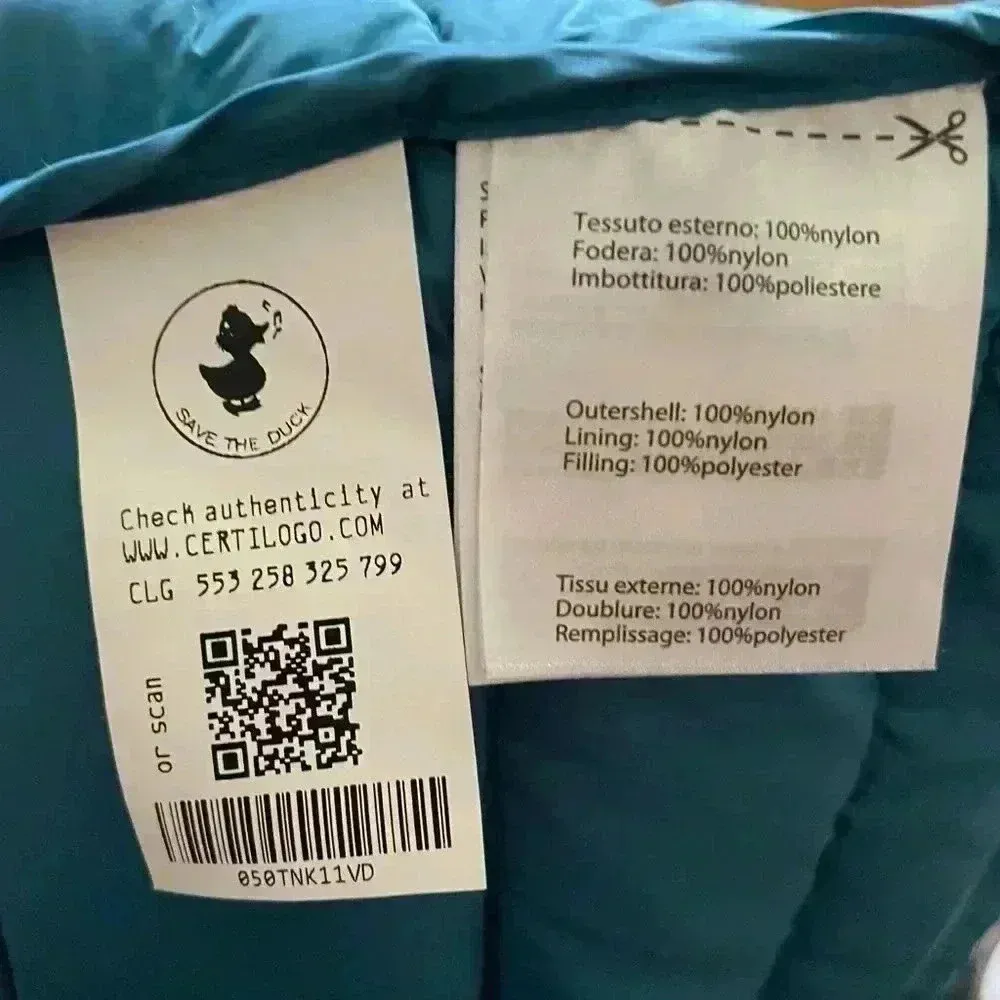 SAVE THE DUCK
Check authenticity at
WWW.CERTILOGO.COM
CLG 553 258 325 799
or scan
050TNK11VD
Tessuto esterno: 100%nylon
Fodera: 100%nylon
Imbottitura: 100%poliestere
Outershell: 100%nylon
Lining: 100%nylon
Filling: 100%polyester
Tissu externe: 100%nylon
Doublure: 100%nylon
Remplissage: 100%polyester